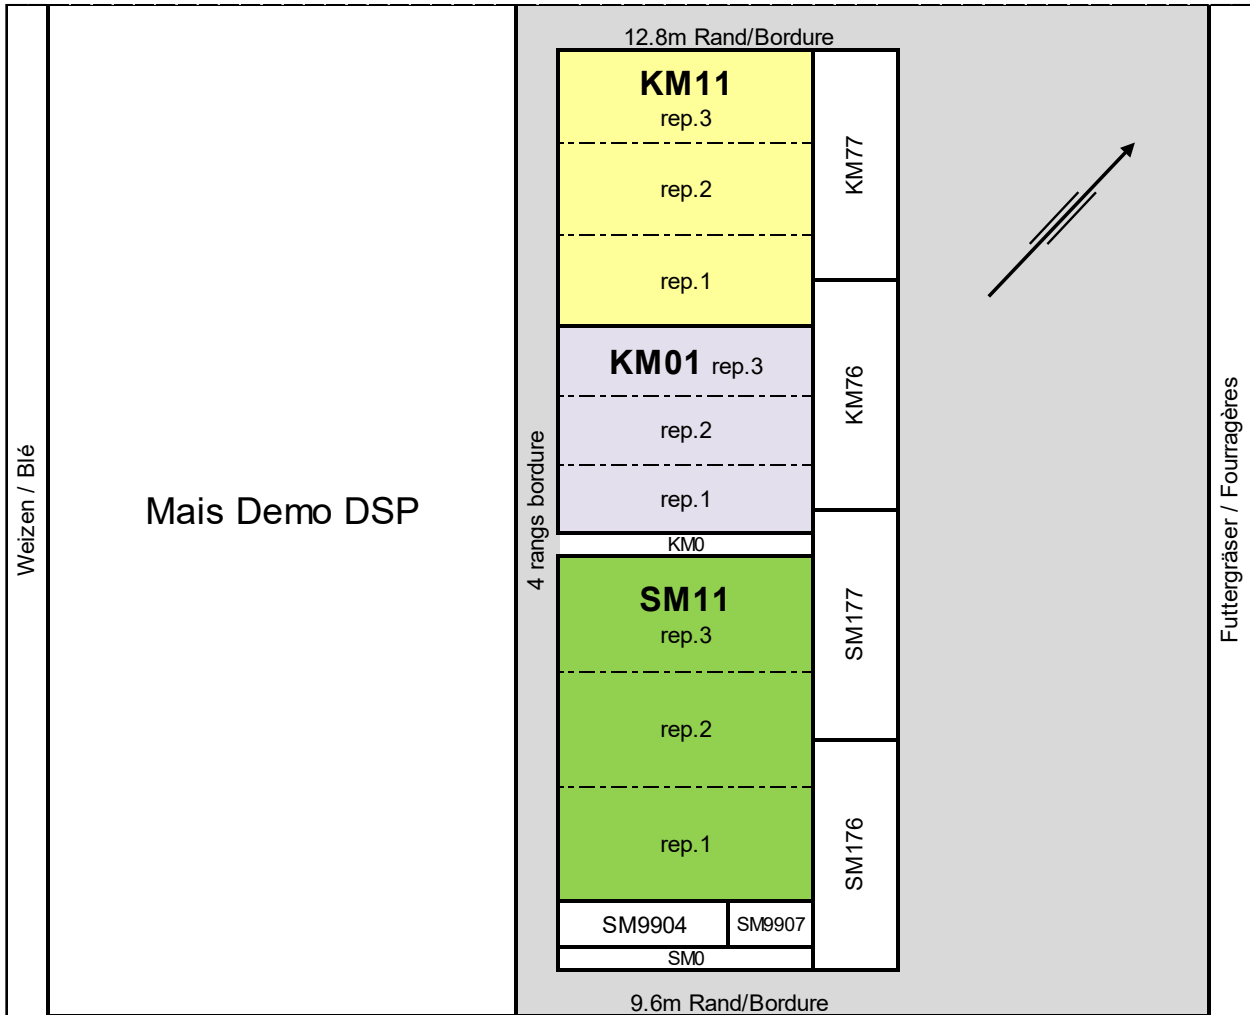 12.8m Rand/Bordure
KM11
rep.3
rep.2
rep.1
KM77
KM01 rep.3
rep.2
rep.1
KM76
KM0
SM11
rep.3
rep.2
rep.1
SM177
SM176
SM9904
SM9907
SM0
9.6m Rand/Bordure
Weizen / Blé
Mais Demo DSP
4 rangs bordure
Futtergräser / Fourragères